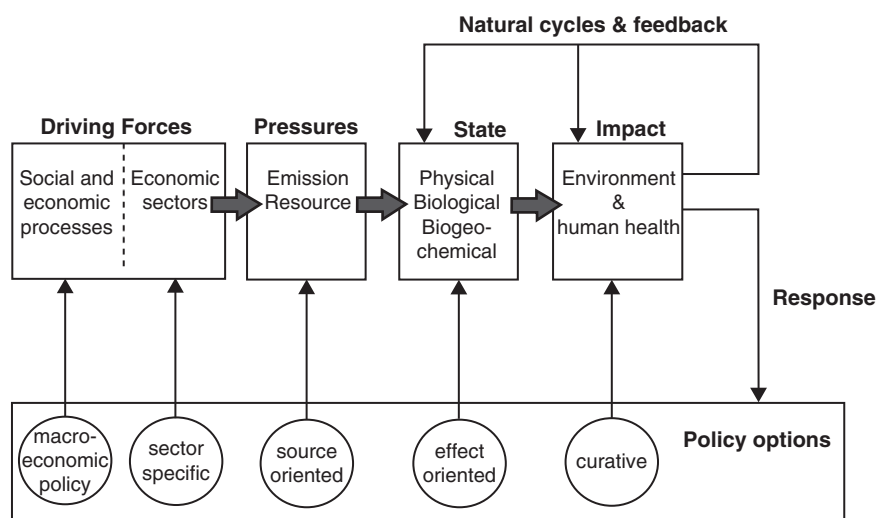 Natural cycles & feedback
Driving Forces
Pressures
State
Impact
Social and
economic
processes
Economic
sectors
Emission
Resource
Physical
Biological
Biogeo-
chemical
Environment
&
human health
Response
macro-
economic
policy
sector
specific
source
oriented
effect
oriented
curative
Policy options